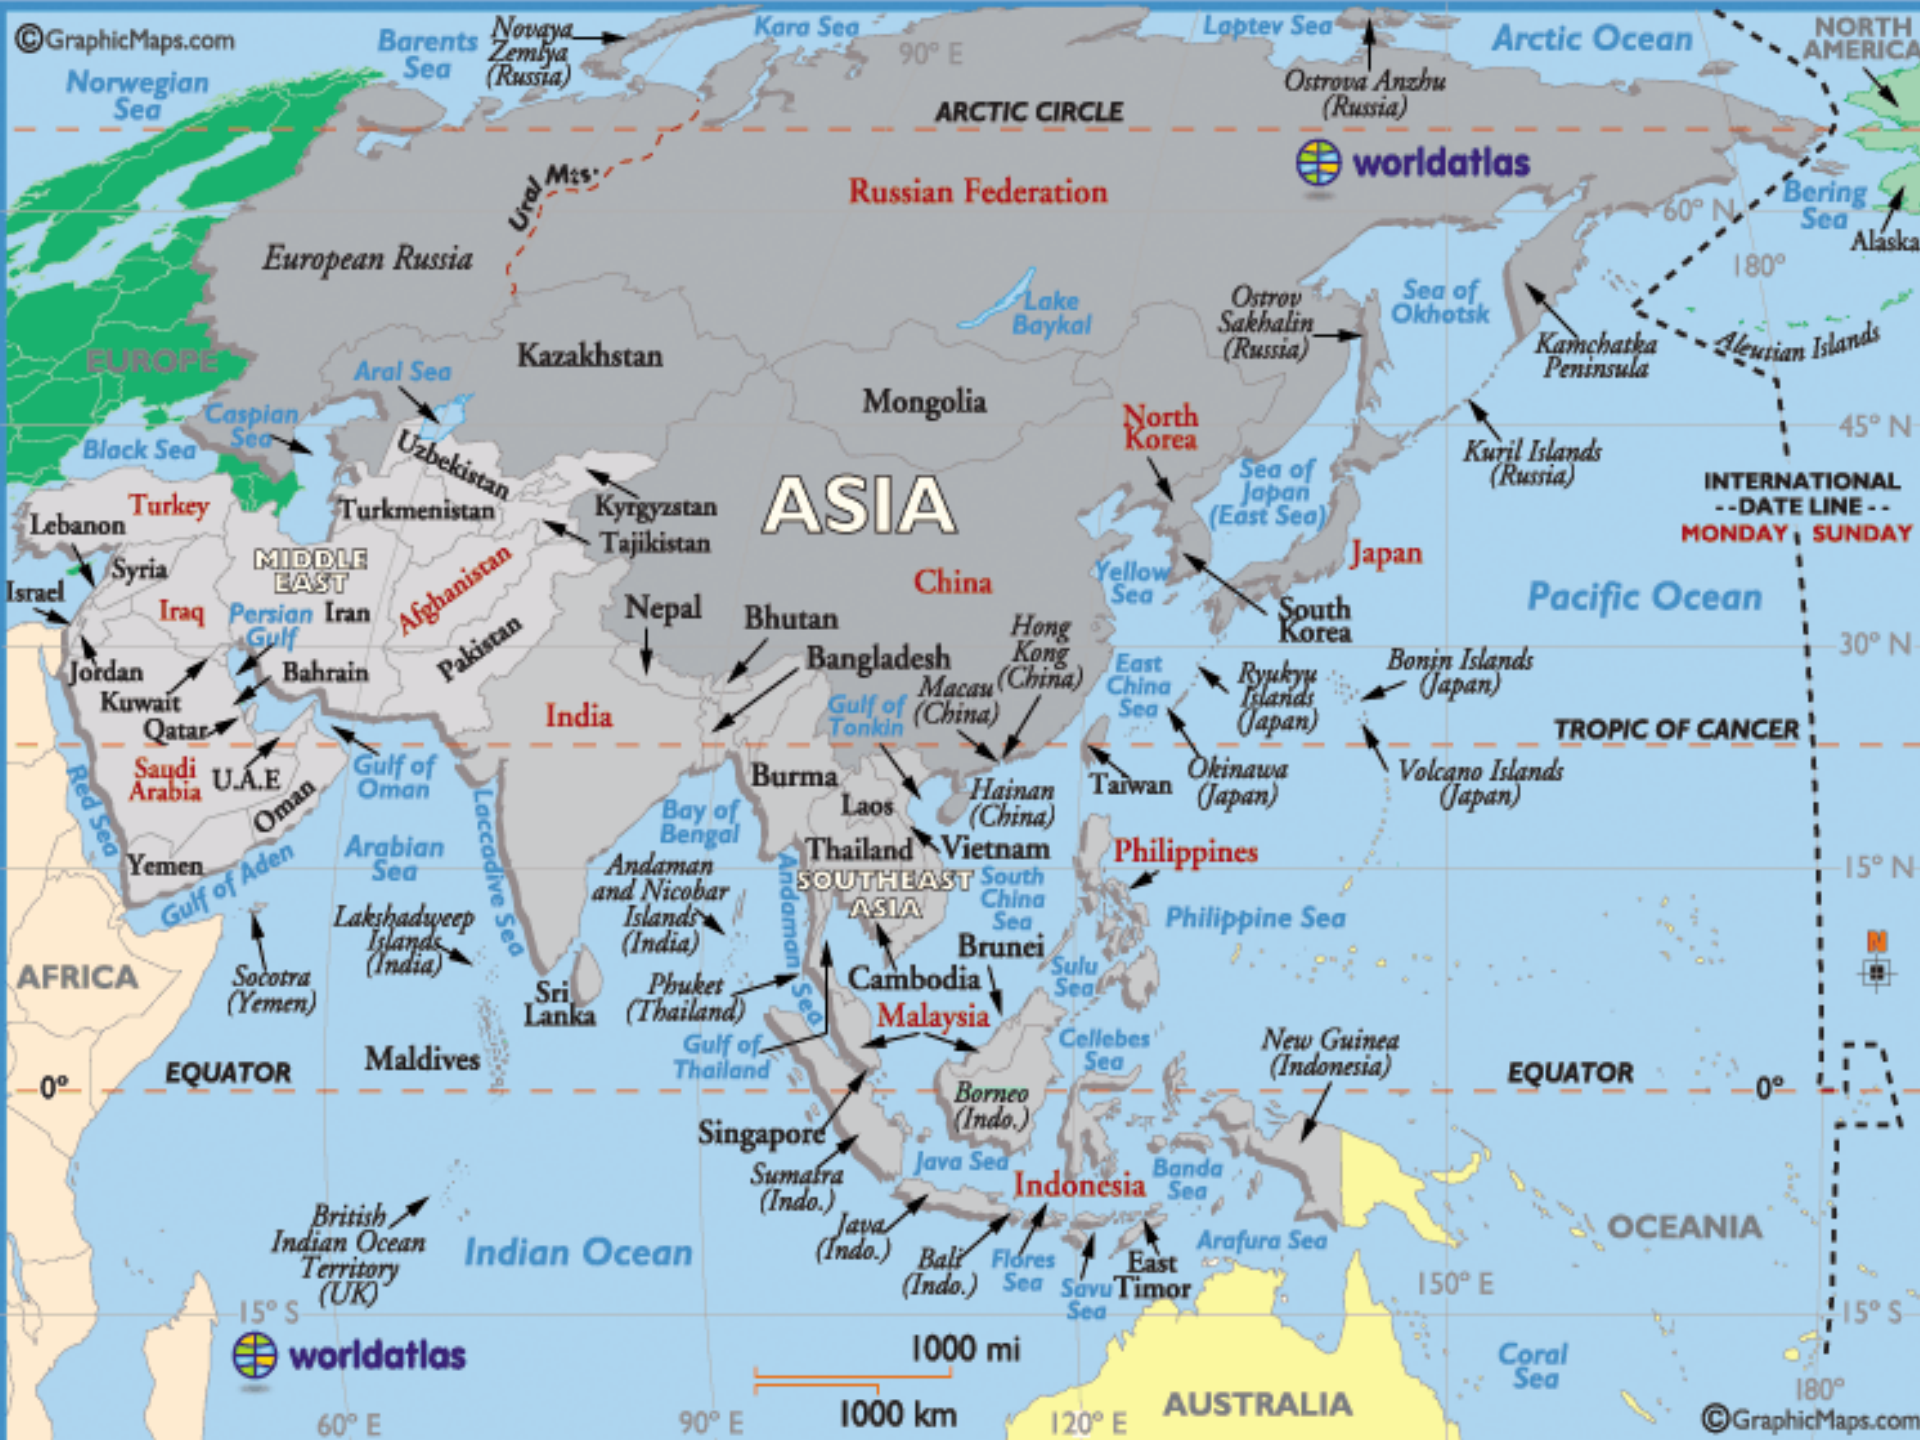 ©GraphicMaps.com
Norwegian
Sea
Barents
Sea
Novaya
Zemlya
(Russia)
Kara Sea
90° E
Laptev Sea
Ostrova Anzhu
(Russia)
Arctic Ocean
NORTH
AMERICA
ARCTIC CIRCLE
worldatlas
Ural Mts.
Russian Federation
European Russia
60° N
Bering
Sea
Alaska
180°
Lake
Baykal
Ostrov
Sakhalin
(Russia)
Sea of
Okhotsk
Kamchatka
Peninsula
Aleutian Islands
EUROPE
Kazakhstan
Aral Sea
Mongolia
Caspian
Sea
Black Sea
North
Korea
Kuril Islands
(Russia)
45° N
Uzbekistan
Sea of
Japan
(East Sea)
INTERNATIONAL
--DATE LINE--
MONDAY SUNDAY
Turkey
Lebanon
Turkmenistan
Kyrgyzstan
Tajikistan
ASIA
Syria
MIDDLE
EAST
Israel
Iraq
Persian
Gulf
Iran
Afghanistan
Pakistan
Nepal
Bhutan
China
Yellow
Sea
Japan
South
Korea
Pacific Ocean
30° N
Hong
Kong
(China)
Jordan
Kuwait
Bahrain
Qatar
Bangladesh
Macau
(China)
Gulf of
Tonkin
East
China
Sea
Ryukyu
Islands
(Japan)
Bonin Islands
(Japan)
India
TROPIC OF CANCER
Saudi
Arabia
U.A.E
Oman
Gulf of
Oman
Burma
Laos
Hainan
(China)
Taiwan
Okinawa
(Japan)
Volcano Islands
(Japan)
Red Sea
Laccadive Sea
Bay of
Bengal
Arabian
Sea
Yemen
Gulf of Aden
Andaman
and Nicobar
Islands
(India)
Andaman Sea
Thailand
Vietnam
SOUTHEAST
ASIA
South
China
Sea
Philippines
15° N
Philippine Sea
Lakshadweep
Islands
(India)
AFRICA
Socotra
(Yemen)
Sri
Lanka
Phuket
(Thailand)
Cambodia
Brunei
Sulu
Sea
N
Malaysia
Gulf of
Thailand
Cellebes
Sea
New Guinea
(Indonesia)
Maldives
EQUATOR
0°
EQUATOR
0°
Borneo
(Indo.)
Singapore
Sumatra
(Indo.)
Java Sea
Indonesia
Banda
Sea
British
Indian Ocean
Territory
(UK)
Indian Ocean
Java
(Indo.)
Bali
(Indo.)
Flores
Sea
Savu
Sea
East
Timor
Arafura Sea
OCEANIA
150° E
15° S
15° S
worldatlas
1000 mi
1000 km
AUSTRALIA
Coral
Sea
60° E
90° E
120° E
180°
©GraphicMaps.com